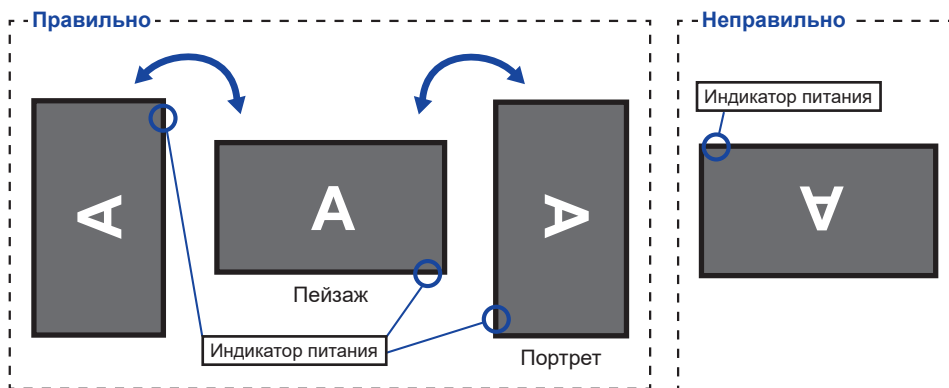 Правильно
Неправильно
Индикатор питания
A
A
A
A
Пейзаж
Индикатор питания
Портрет